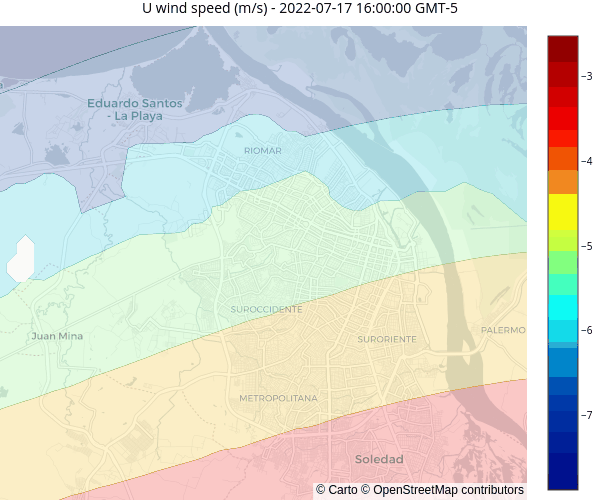 U wind speed (m/s) - 2022-07-17 16:00:00 GMT-5
Eduardo Santos
- La Playa
RIOMAR
SUROCCIDENTE
Juan Mina
SURORIENTE
PALERMO
METROPOLITANA
Soledad
© Carto © OpenStreetMap contributors
−3
−4
−5
−6
−7